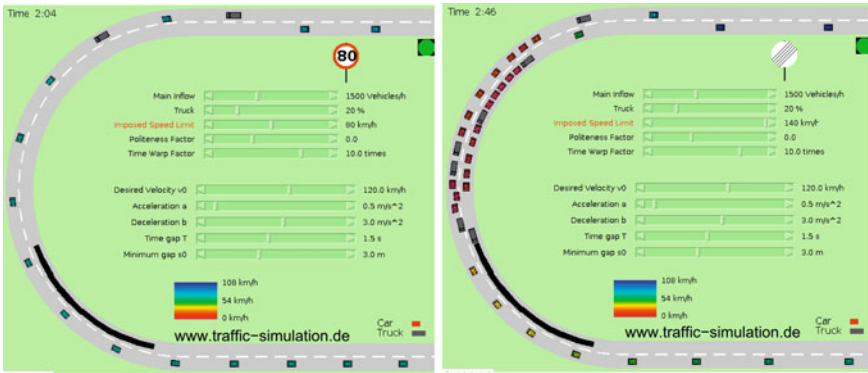 Time 2:04
80
Main Inflow 1500 Vehicles/h
Truck 20 %
Imposed Speed Limit 80 km/h
Politeness Factor 0.0
Time Warp Factor 10.0 times
Desired Velocity v0 120.0 km/h
Acceleration a 0.5 m/s^2
Deceleration b 3.0 m/s^2
Time gap T 1.5 s
Minimum gap s0 3.0 m
108 km/h
54 km/h
0 km/h
www.traffic-simulation.de
Car
Truck
Time 2:46
Main Inflow 1500 Vehicles/h
Truck 20 %
Imposed Speed Limit 140 km/h
Politeness Factor 0.0
Time Warp Factor 10.0 times
Desired Velocity v0 120.0 km/h
Acceleration a 0.5 m/s^2
Deceleration b 3.0 m/s^2
Time gap T 1.5 s
Minimum gap s0 3.0 m
108 km/h
54 km/h
0 km/h
www.traffic-simulation.de
Car
Truck